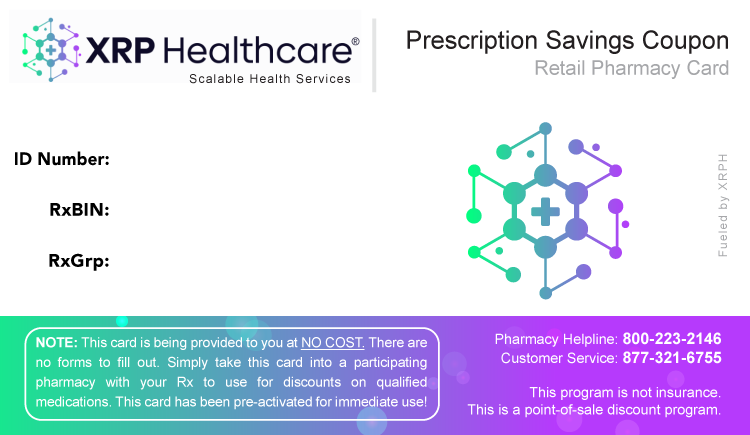 XRP Healthcare®
Scalable Health Services
Prescription Savings Coupon
Retail Pharmacy Card
ID Number:
RxBIN:
RxGrp:
Fueled by XRPH
NOTE: This card is being provided to you at NO COST. There are
no forms to fill out. Simply take this card into a participating
pharmacy with your Rx to use for discounts on qualified
medications. This card has been pre-activated for immediate use!
Pharmacy Helpline: 800-223-2146
Customer Service: 877-321-6755
This program is not insurance.
This is a point-of-sale discount program.